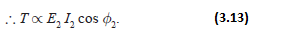 ∴ T ∝ E₂ I₂ cos ϕ₂. (3.13)